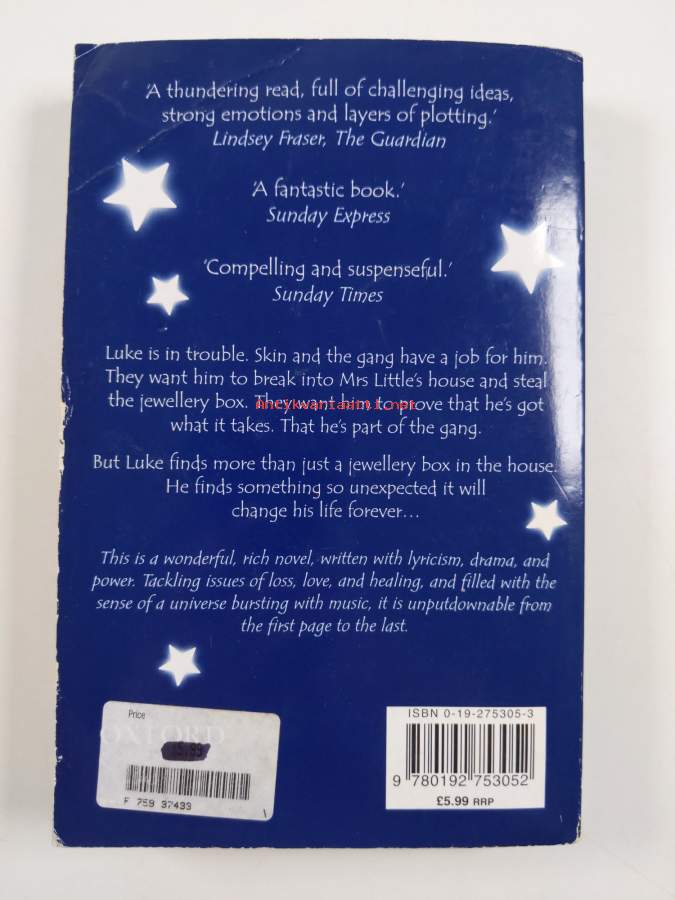 'A thundering read, full of challenging ideas,
strong emotions and layers of plotting.'
Lindsey Fraser, The Guardian
'A fantastic book.'
Sunday Express
'Compelling and suspenseful.'
Sunday Times
Luke is in trouble. Skin and the gang have a job for him.
They want him to break into Mrs Little's house and steal
the jewellery box. They want him to prove that he's got
antikvariaatti.net
what it takes. That he's part of the gang.
But Luke finds more than just a jewellery box in the house.
He finds something so unexpected it will
change his life forever...
This is a wonderful, rich novel, written with lyricism, drama, and
power. Tackling issues of loss, love, and healing, and filled with the
sense of a universe bursting with music, it is unputdownable from
the first page to the last.
Price
OXFORD
F 759 37433
ISBN 0-19-275305-3
9 780192 753052
£5.99 RRP